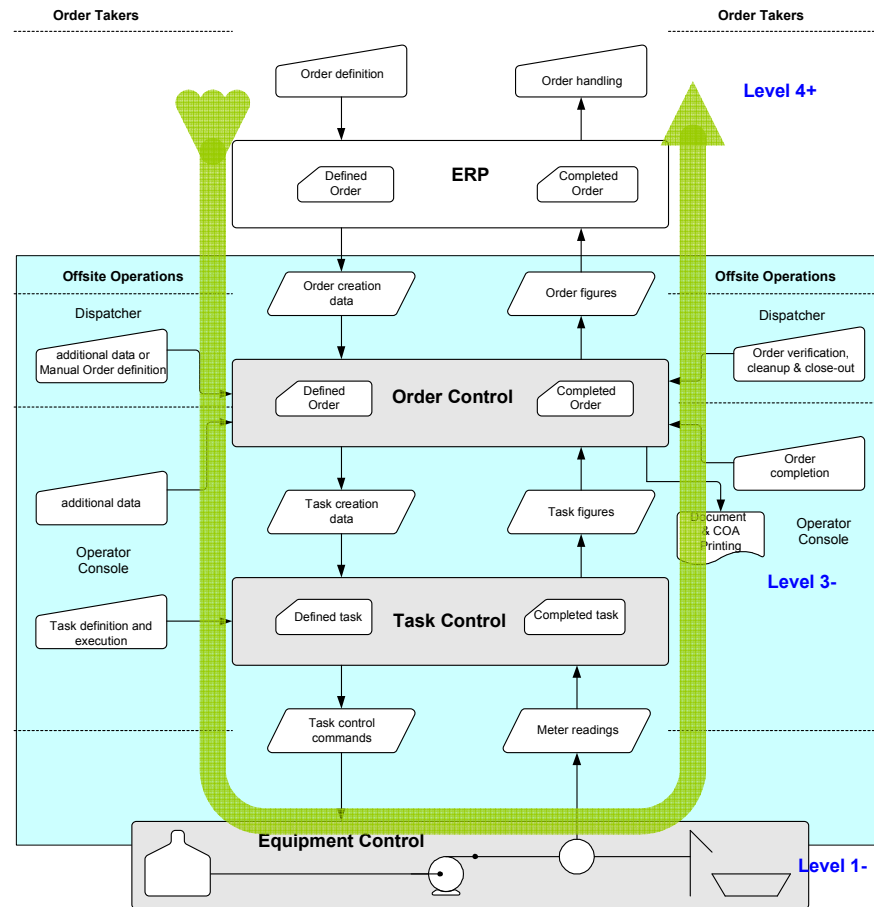 Order Takers
Order Takers
Order definition
Order handling
Level 4+
Defined
Order
ERP
Completed
Order
Offsite Operations
Offsite Operations
Order creation
data
Order figures
Dispatcher
Dispatcher
additional data or
Manual Order definition
Order verification,
cleanup & close-out
Defined
Order
Order Control
Completed
Order
Order
completion
additional data
Task creation
data
Task figures
Document
& COA
Printing
Operator
Console
Operator
Console
Level 3-
Defined task
Task Control
Completed task
Task definition and
execution
Task control
commands
Meter readings
Equipment Control
Level 1-